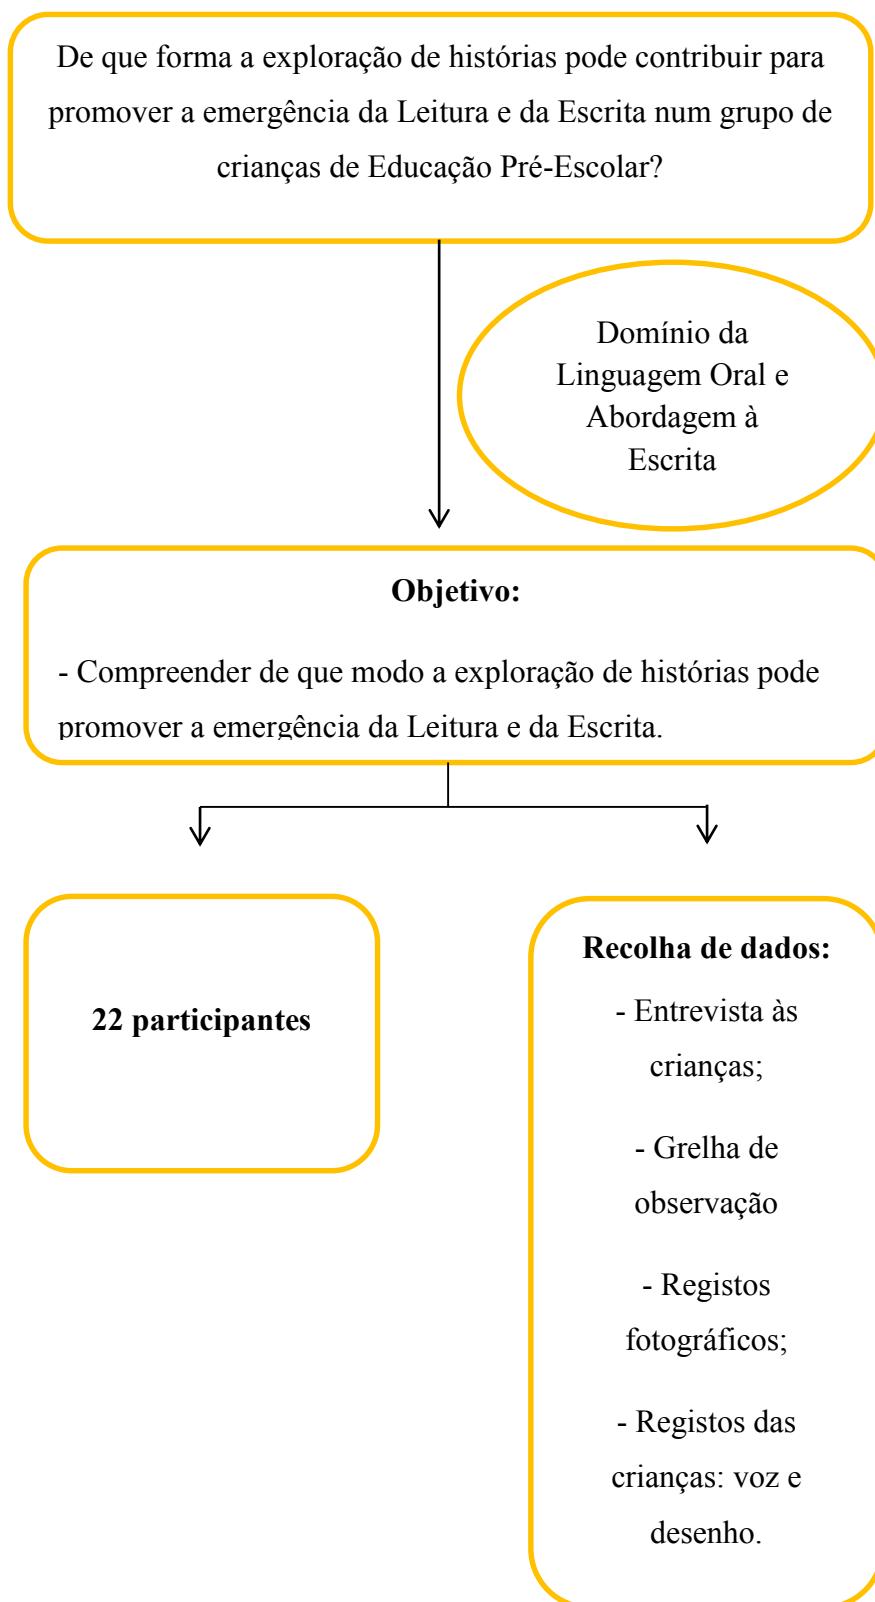 De que forma a exploração de histórias pode contribuir para
promover a emergência da Leitura e da Escrita num grupo de
crianças de Educação Pré-Escolar?
Domínio da
Linguagem Oral e
Abordagem à
Escrita
Objetivo:
- Compreender de que modo a exploração de histórias pode
promover a emergência da Leitura e da Escrita.
22 participantes
Recolha de dados:
- Entrevista às
crianças;
- Grelha de
observação
- Registos
fotográficos;
- Registos das
crianças: voz e
desenho.